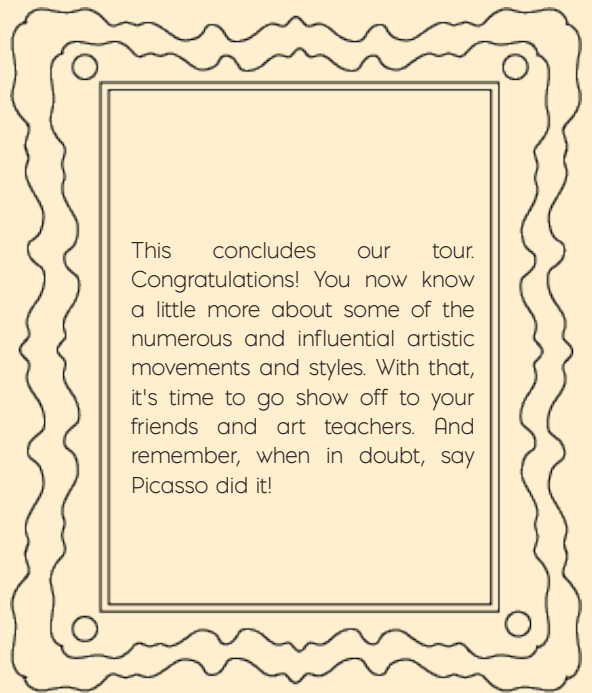 This concludes our tour.
Congratulations! You now know
a little more about some of the
numerous and influential artistic
movements and styles. With that,
it's time to go show off to your
friends and art teachers. And
remember, when in doubt, say
Picasso did it!